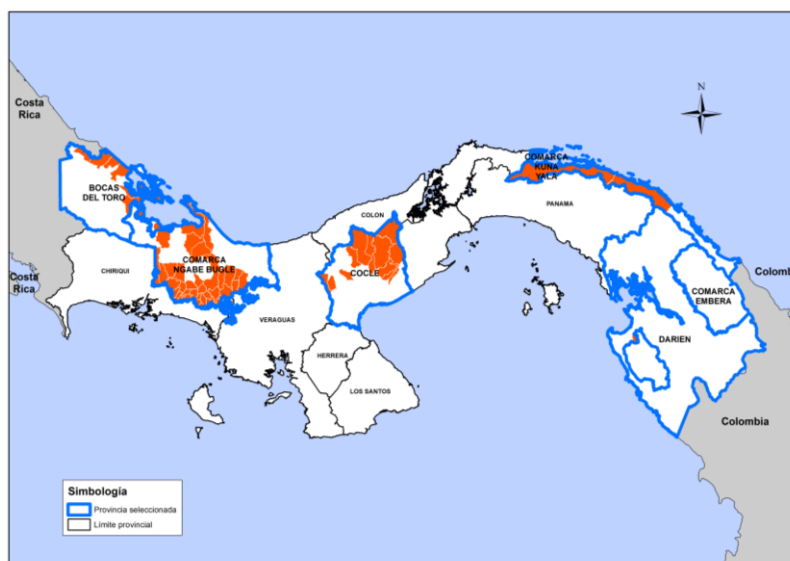 Costa
Rica
N
COMARCA
KUNA
YALA
BOCAS
DEL TORO
COLON
PANAMA
COMARCA
NGABE BUGLE
CHIRIQUI
COCLE
Costa
Rica
Colomb
COMARCA
EMBERA
VERAGUAS
DARIEN
HERRERA
LOS SANTOS
Colombia
Simbología
Provincia seleccionada
Límite provincial